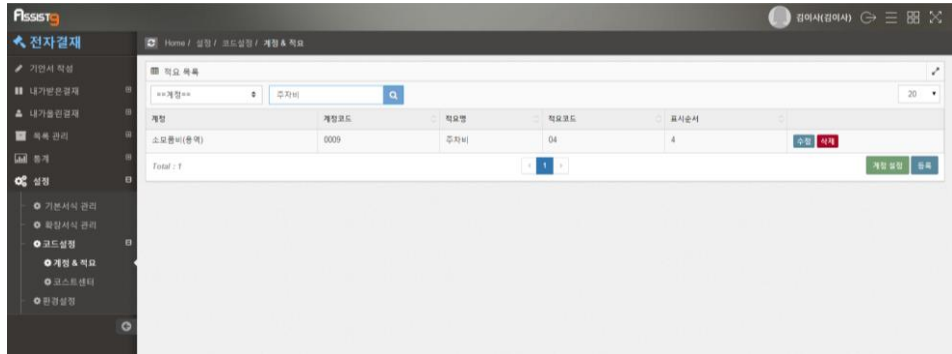 Assist9
김이사(김이사)
전자결재
Home / 설정 / 코드설정 / 계정 & 적요
기안서 작성
내가받은결재
내가올린결재
목록 관리
통계
설정
기본서식 관리
확장서식 관리
코드설정
계정 & 적요
코스트센터
환경설정
적요 목록
==계정== 주차비 20
계정 계정코드 적요명 적요코드 표시순서
소모품비(용역) 0009 주차비 04 4 수정 삭제
Total : 1 1 계정 설정 등록